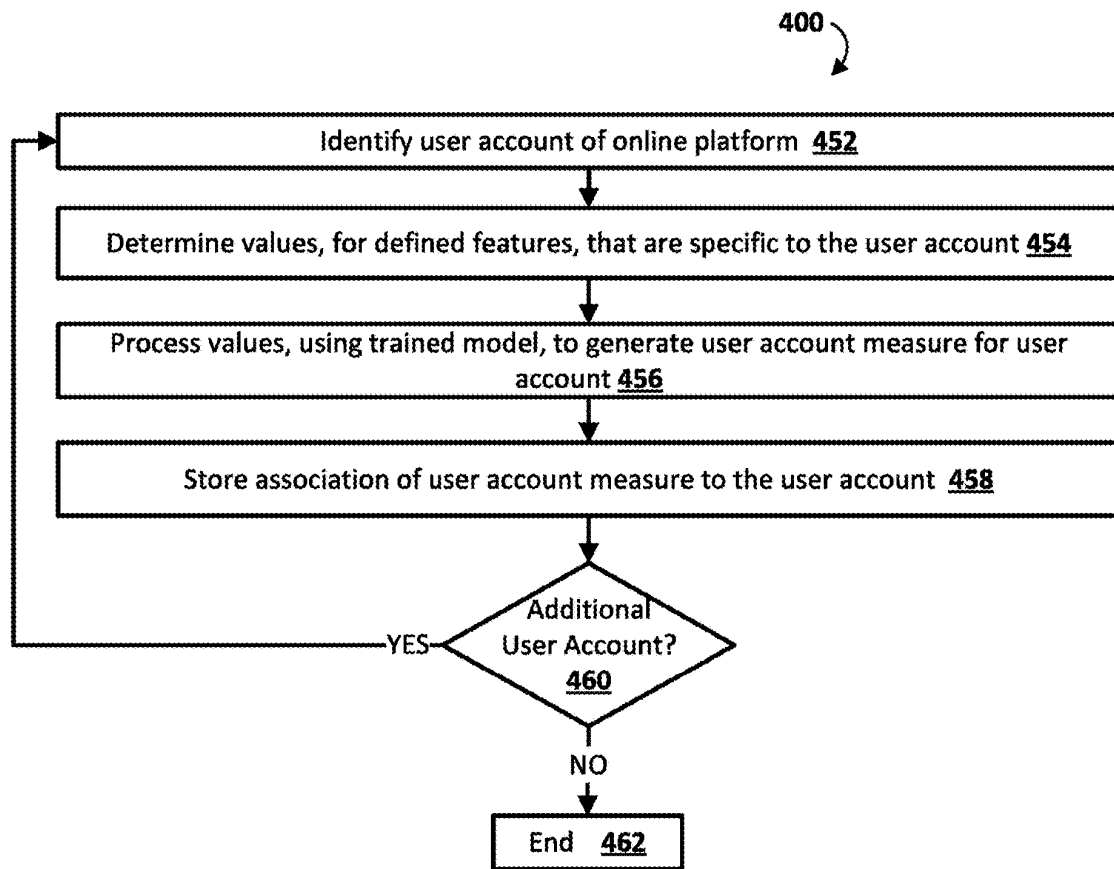 400
Identify user account of online platform 452
Determine values, for defined features, that are specific to the user account 454
Process values, using trained model, to generate user account measure for user
account 456
Store association of user account measure to the user account 458
Additional
User Account?
460
YES
NO
End 462